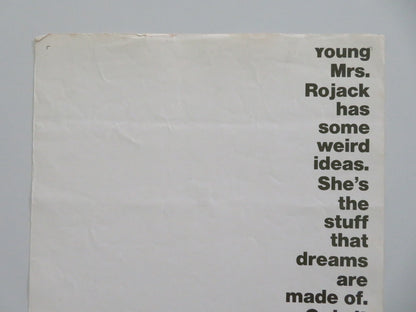 Young
Mrs.
Rojack
has
some
weird
ideas.
She's
the
stuff
that
dreams
are
made of.